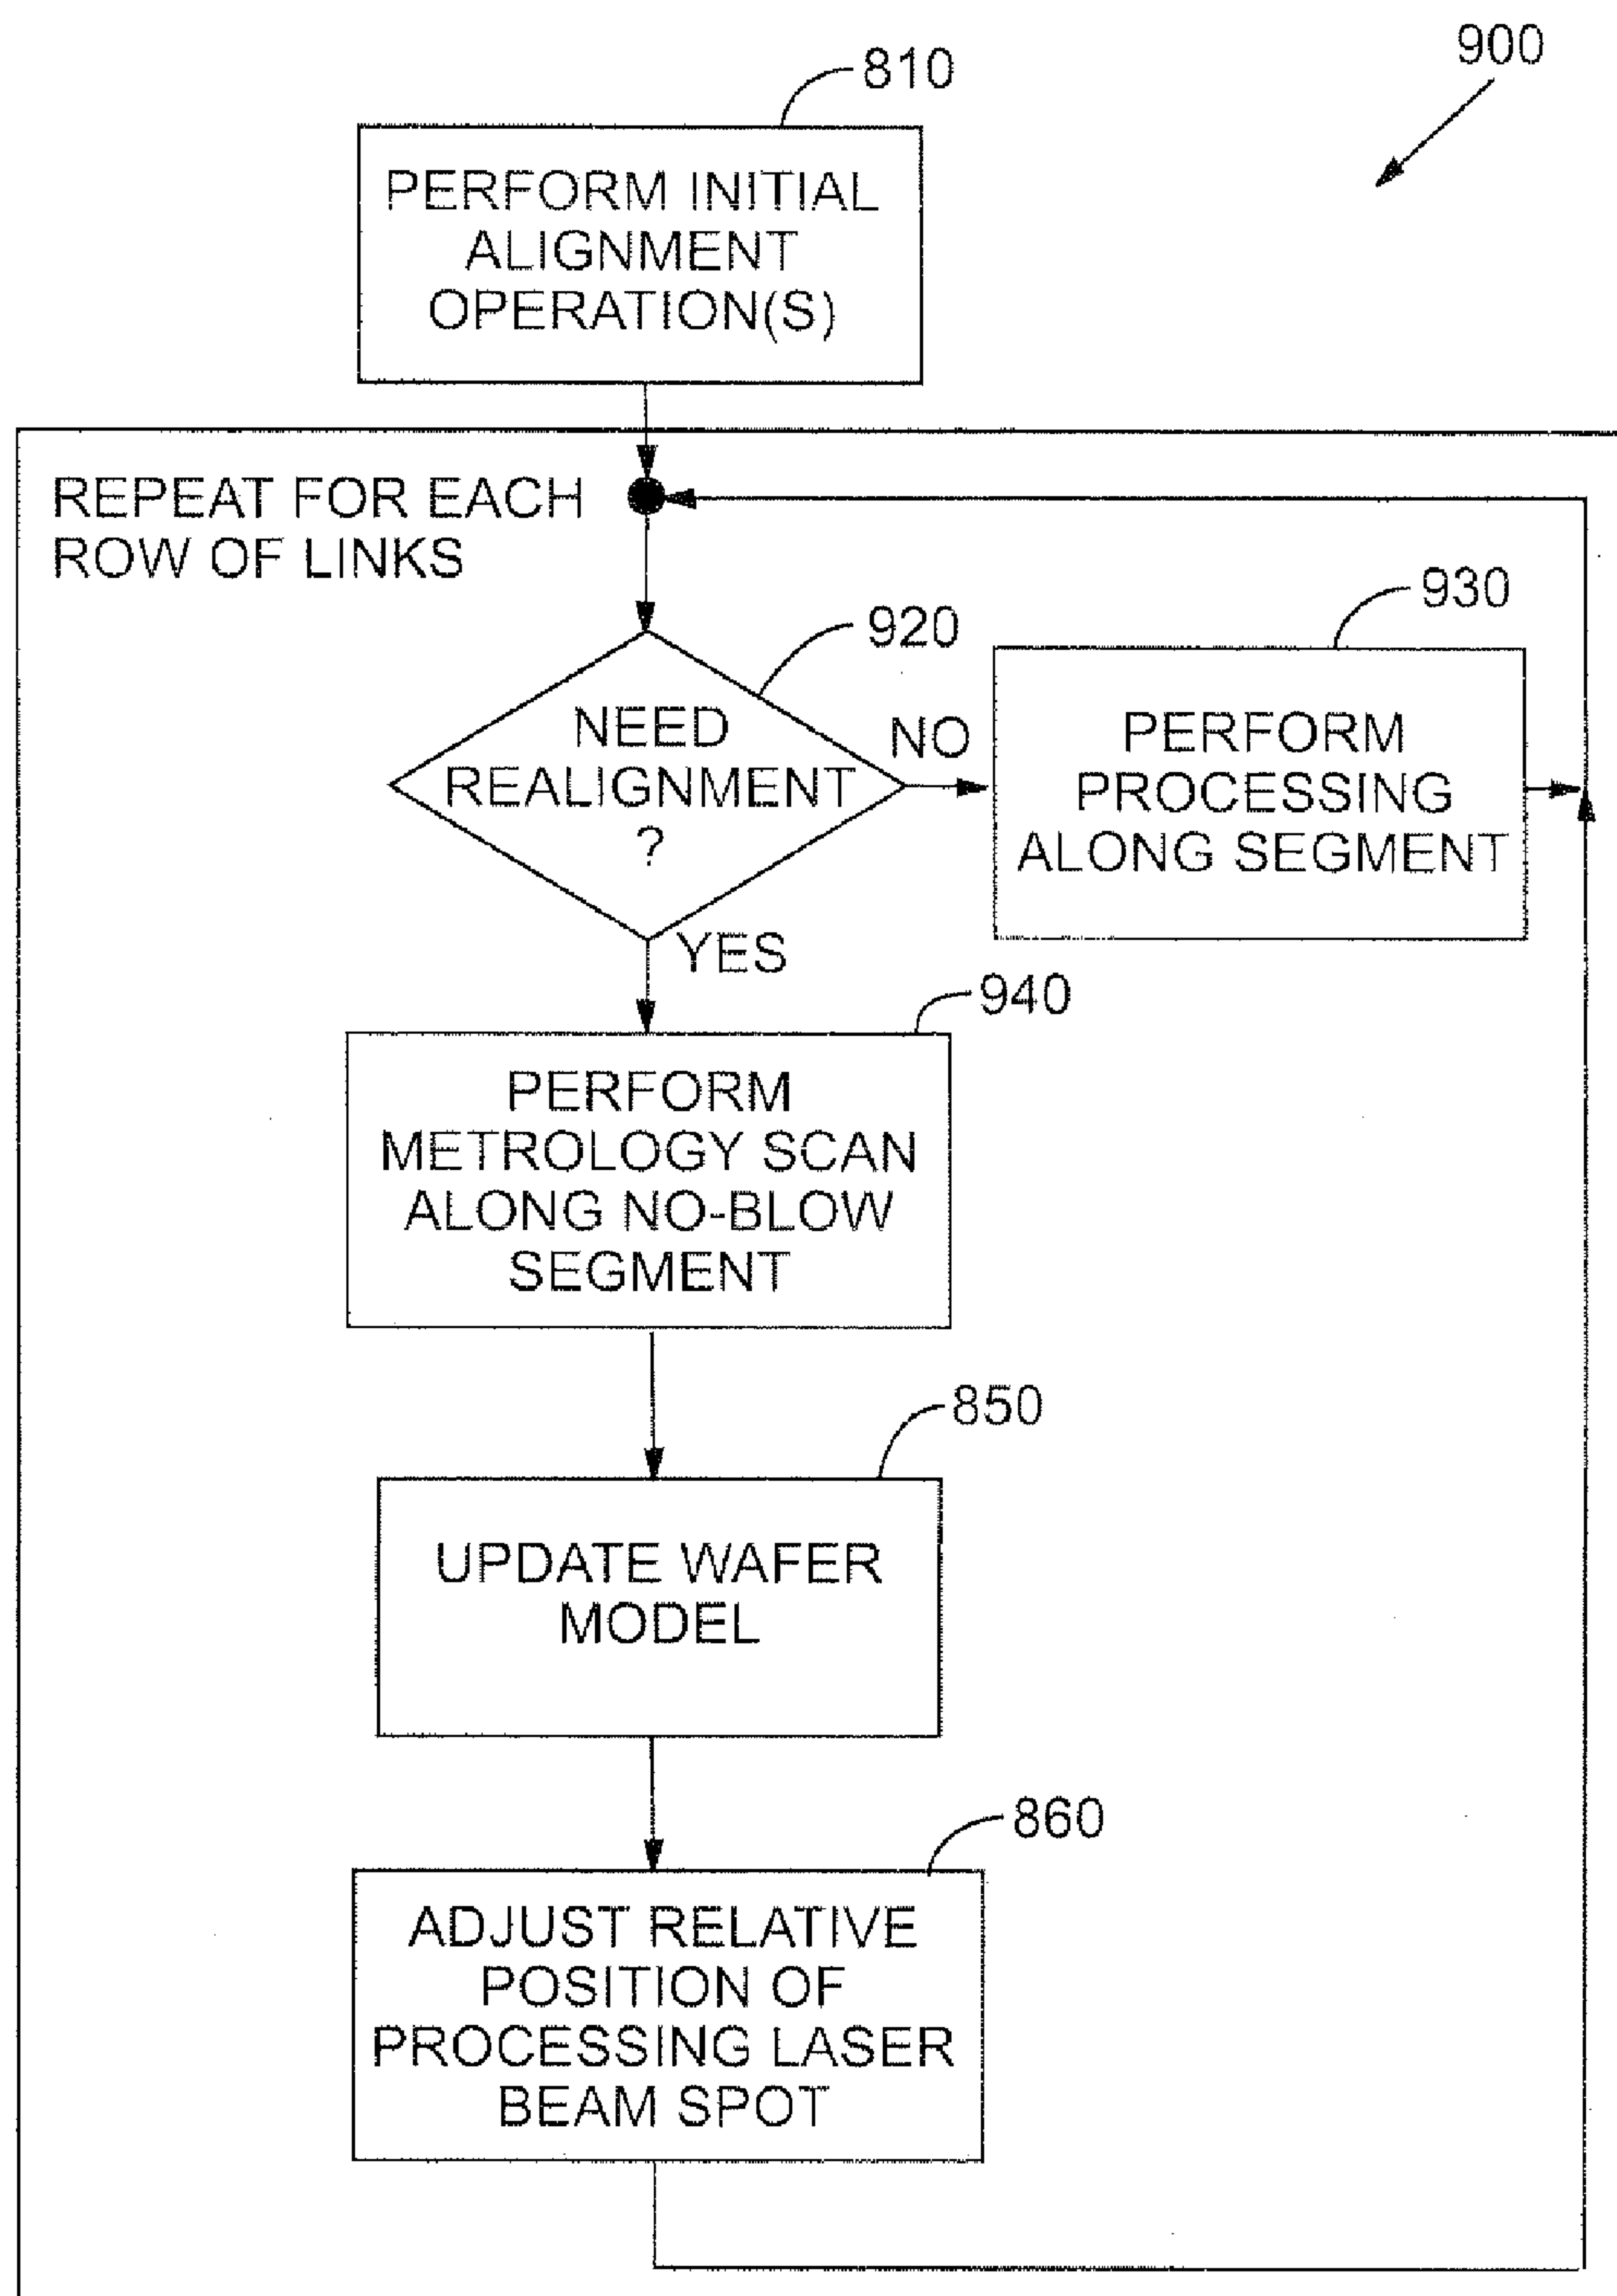 900
810
PERFORM INITIAL
ALIGNMENT
OPERATION(S)
REPEAT FOR EACH
ROW OF LINKS
920
NEED
REALIGNMENT
?
NO
930
PERFORM
PROCESSING
ALONG SEGMENT
YES
940
PERFORM
METROLOGY SCAN
ALONG NO-BLOW
SEGMENT
850
UPDATE WAFER
MODEL
860
ADJUST RELATIVE
POSITION OF
PROCESSING LASER
BEAM SPOT